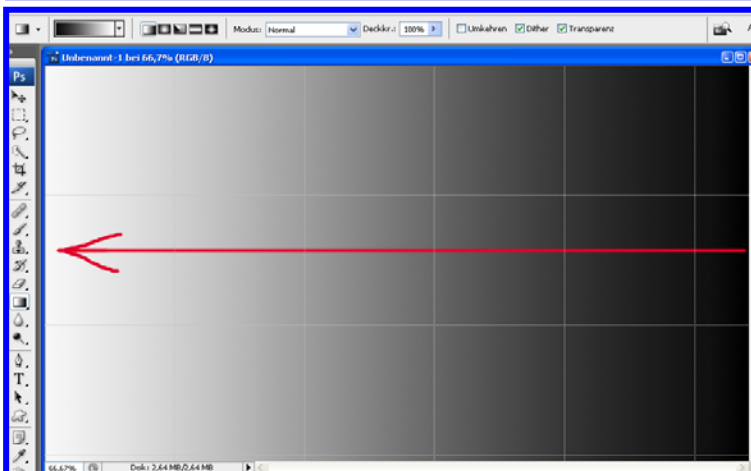 Modus: Normal Deckkr.: 100% Umkehren Dither Transparenz
Unbenannt-1 bei 66,7% (RGB/8)
Ps
T
66,67% Dok: 2,64 MB/2,64 MB